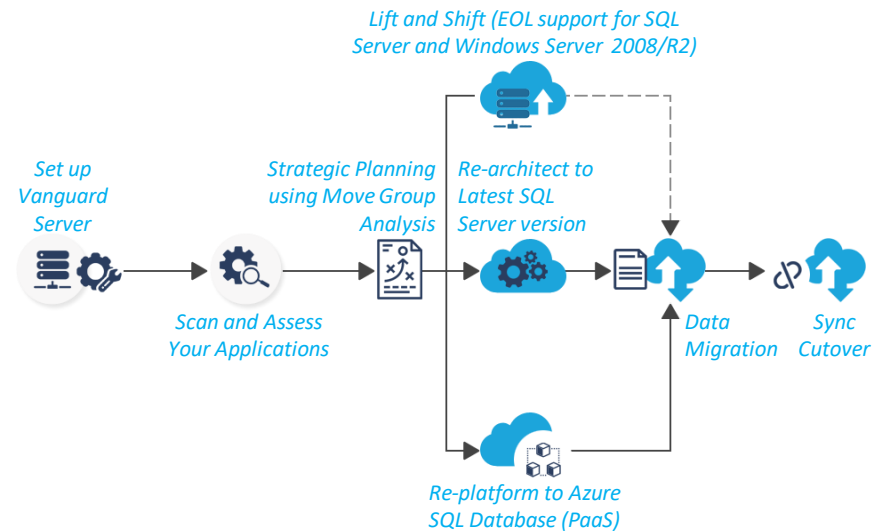 Lift and Shift (EOL support for SQL
Server and Windows Server 2008/R2)
Set up
Vanguard
Server
Strategic Planning
using Move Group
Analysis
Re-architect to
Latest SQL
Server version
Scan and Assess
Your Applications
Data
Migration
Sync
Cutover
Re-platform to Azure
SQL Database (PaaS)